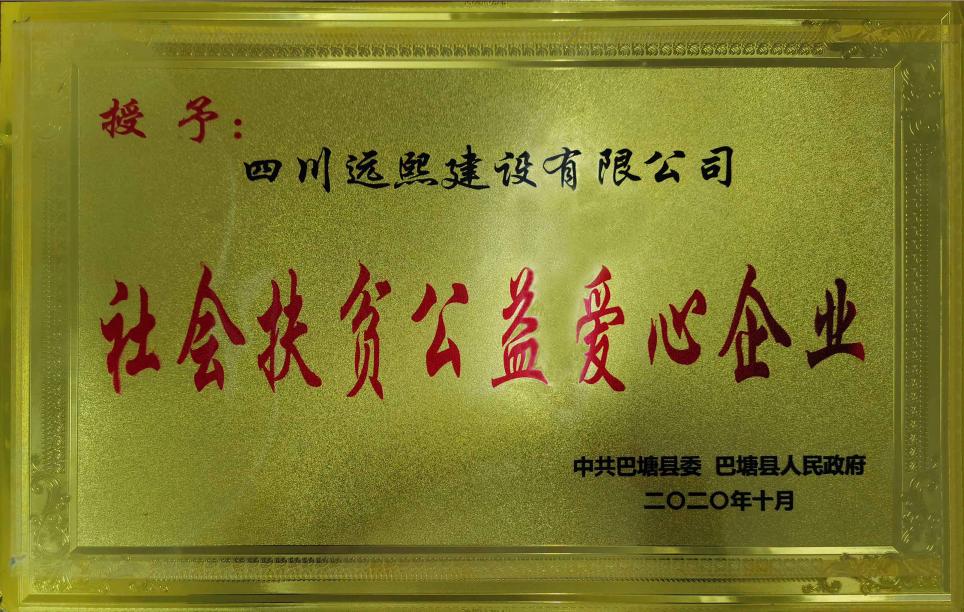 授予：
四川远熙建设有限公司
社会扶贫公益爱心企业
中共巴塘县委 巴塘县人民政府
二〇二〇年十月